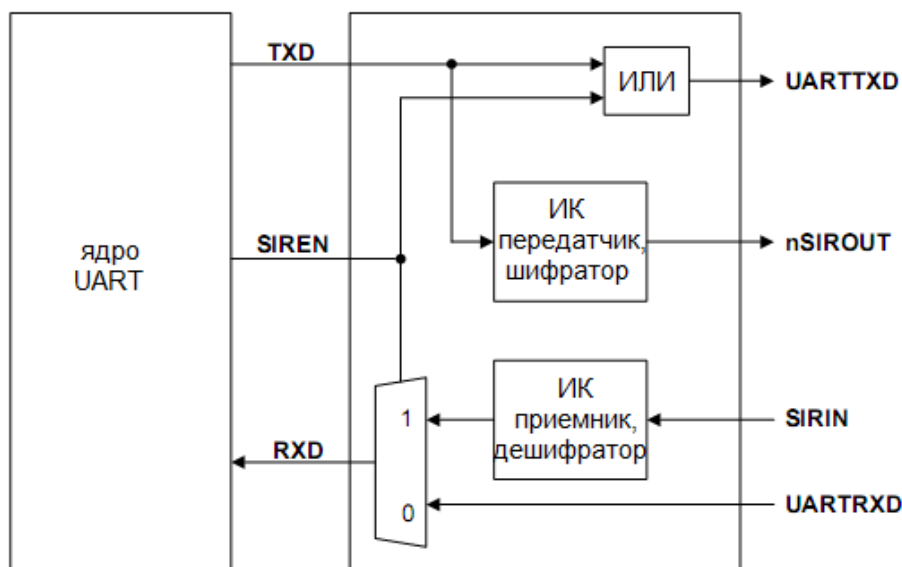 TXD
ИЛИ
UARTTXD
ядро
UART
SIREN
ИК
передатчик,
шифратор
nSIROUT
1
ИК
приемник,
дешифратор
SIRIN
RXD
0
UARTRXD